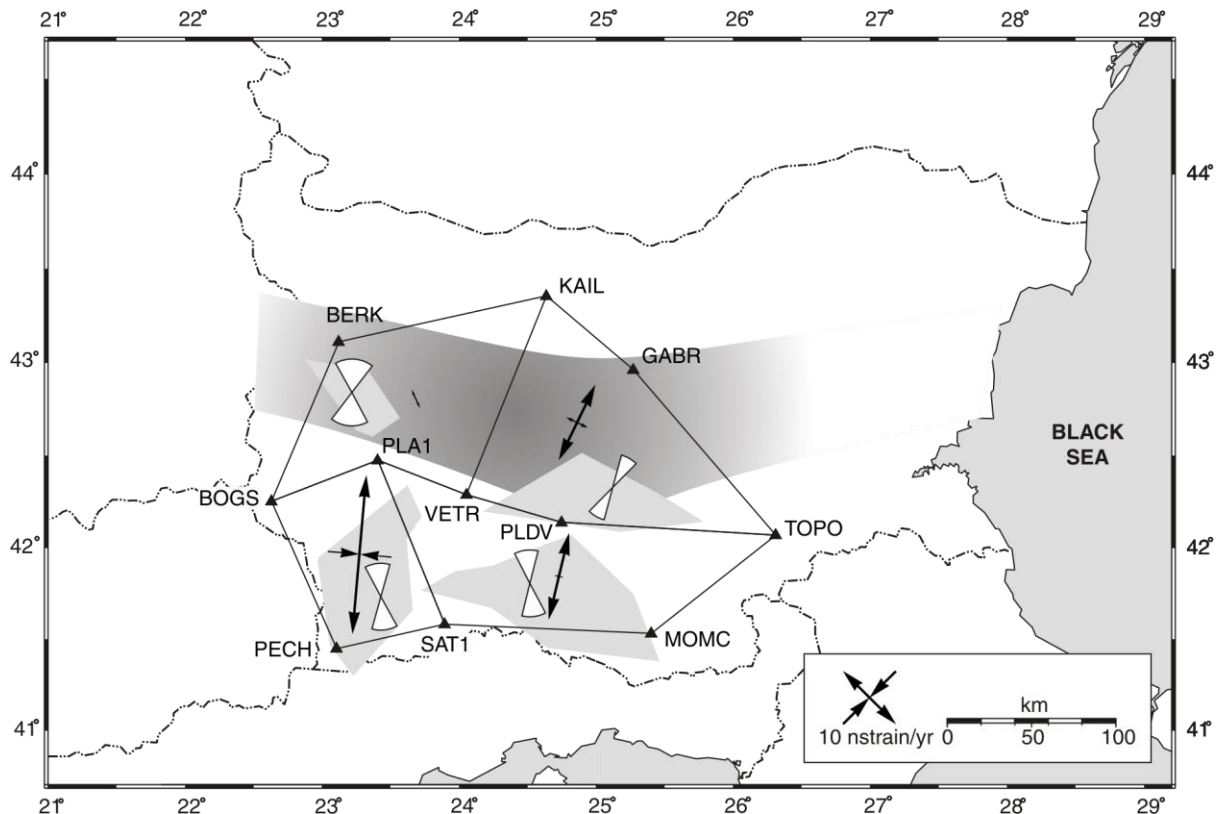 21° 22° 23° 24° 25° 26° 27° 28° 29°
44° 44°
KAIL
BERK
43° GABR 43°
PLA1
BLACK
SEA
BOGS
VETR
PLDV TOPO
42° 42°
PECH SAT1 MOMC
km
10 nstrain/yr 0 50 100
41° 41°
21° 22° 23° 24° 25° 26° 27° 28° 29°